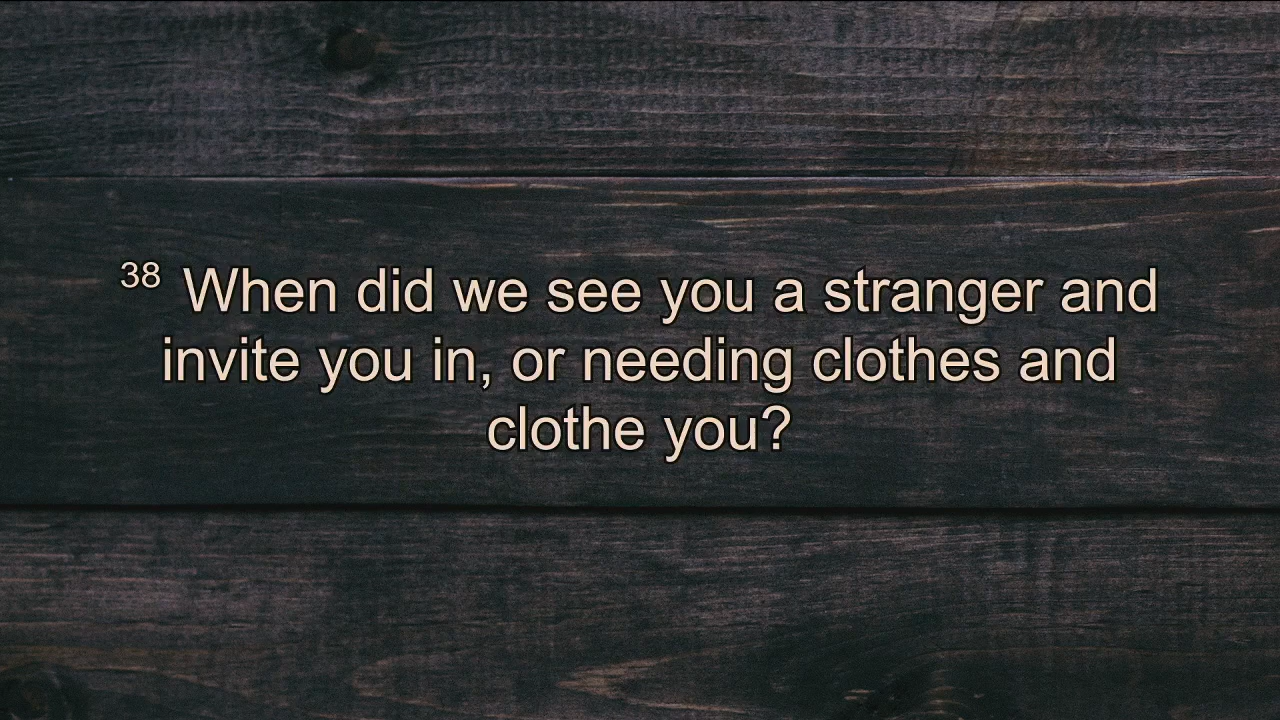 38 When did we see you a stranger and
invite you in, or needing clothes and
clothe you?